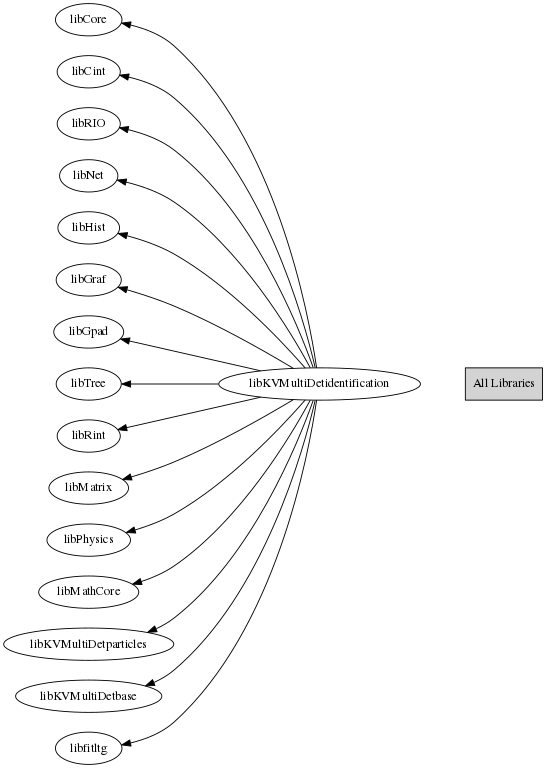 libCore
libCint
libRIO
libNet
libHist
libGraf
libGpad
libTree
libKVMultiDetidentification
All Libraries
libRint
libMatrix
libPhysics
libMathCore
libKVMultiDetparticles
libKVMultiDetbase
libfitltg